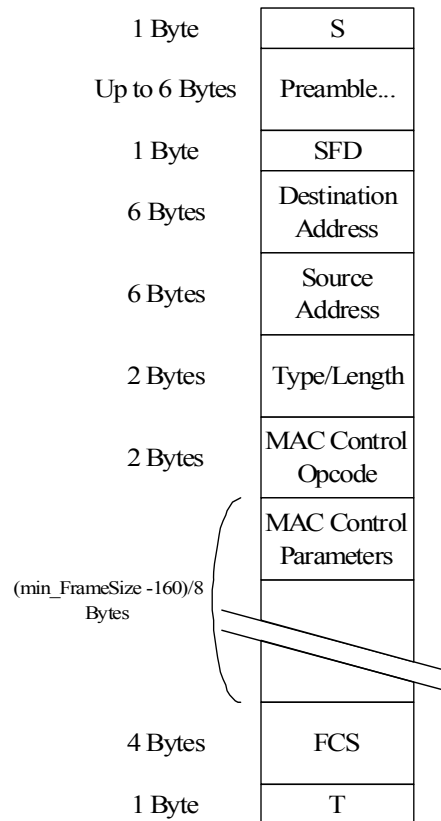 1 Byte S
Up to 6 Bytes Preamble...
1 Byte SFD
6 Bytes Destination
Address
6 Bytes Source
Address
2 Bytes Type/Length
2 Bytes MAC Control
Opcode
MAC Control
Parameters
(min_FrameSize -160)/8
Bytes
4 Bytes FCS
1 Byte T